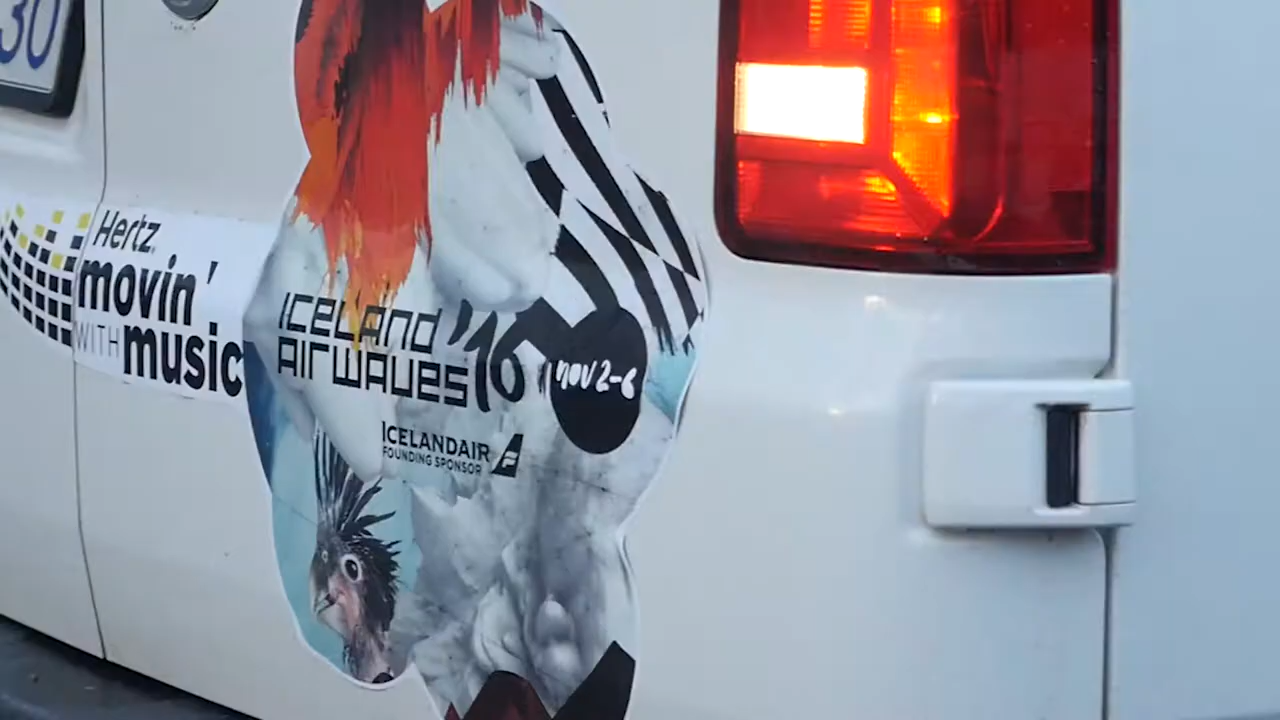 30
Hertz
movin'
WITH music
ICELAND '16
AIRWAVES
nov 2-6
ICELANDAIR
FOUNDING SPONSOR